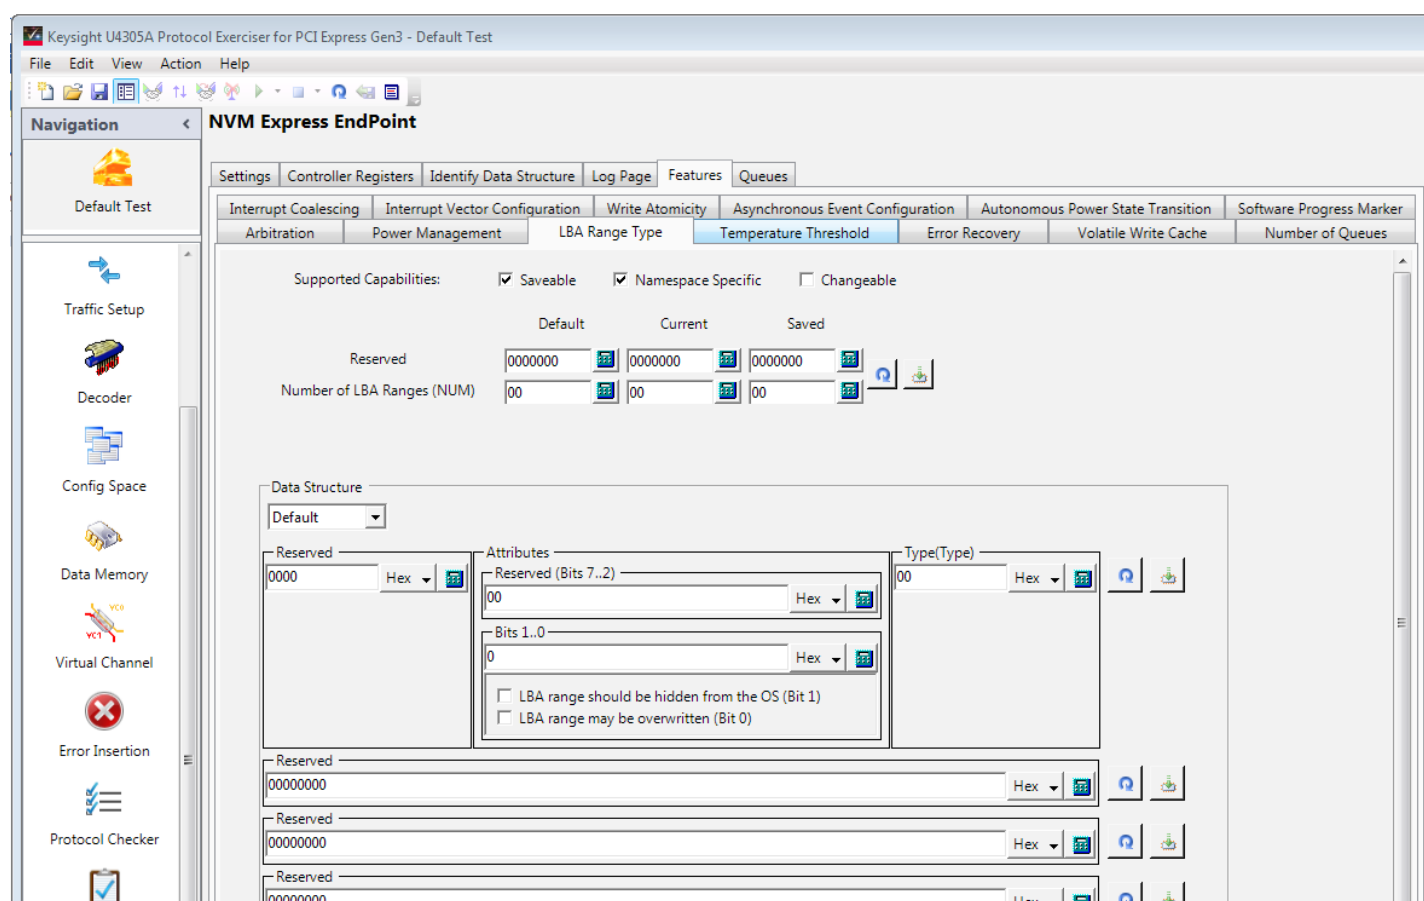 Keysight U4305A Protocol Exerciser for PCI Express Gen3 - Default Test
File Edit View Action Help
Navigation <
NVM Express EndPoint
Default Test
Traffic Setup
Decoder
Config Space
Data Memory
VC0
VC1
Virtual Channel
Error Insertion
Protocol Checker
Settings Controller Registers Identify Data Structure Log Page Features Queues
Interrupt Coalescing Interrupt Vector Configuration Write Atomicity Asynchronous Event Configuration Autonomous Power State Transition Software Progress Marker
Arbitration Power Management LBA Range Type Temperature Threshold Error Recovery Volatile Write Cache Number of Queues
Supported Capabilities: Saveable Namespace Specific Changeable
Default Current Saved
Reserved 0000000 0000000 0000000
Number of LBA Ranges (NUM) 00 00 00
Data Structure
Default
Reserved
0000 Hex
Attributes
Reserved (Bits 7..2)
00 Hex
Bits 1..0
0 Hex
LBA range should be hidden from the OS (Bit 1)
LBA range may be overwritten (Bit 0)
Type(Type)
00 Hex
Reserved
00000000 Hex
Reserved
00000000 Hex
Reserved
00000000 Hex